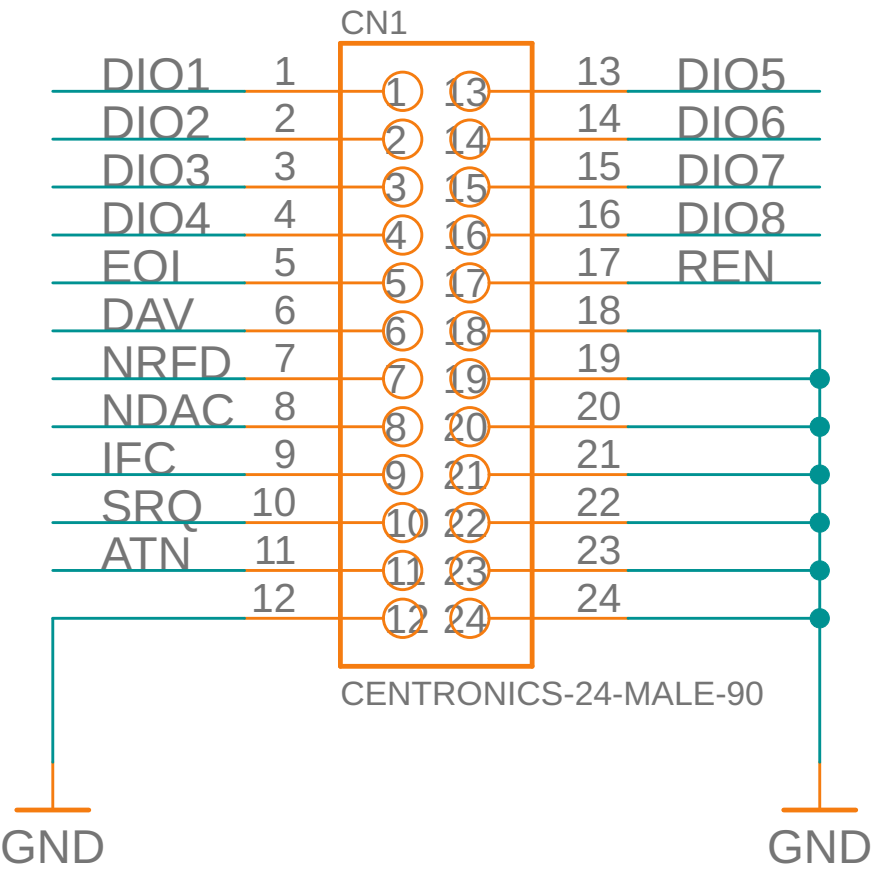 CN1
DIO1 1 1 13 13 DIO5
DIO2 2 2 14 14 DIO6
DIO3 3 3 15 15 DIO7
DIO4 4 4 16 16 DIO8
EOI 5 5 17 17 REN
DAV 6 6 18 18
NRFD 7 7 19 19
NDAC 8 8 20 20
IFC 9 9 21 21
SRQ 10 10 22 22
ATN 11 11 23 23
12 12 24 24
CENTRONICS-24-MALE-90
GND GND